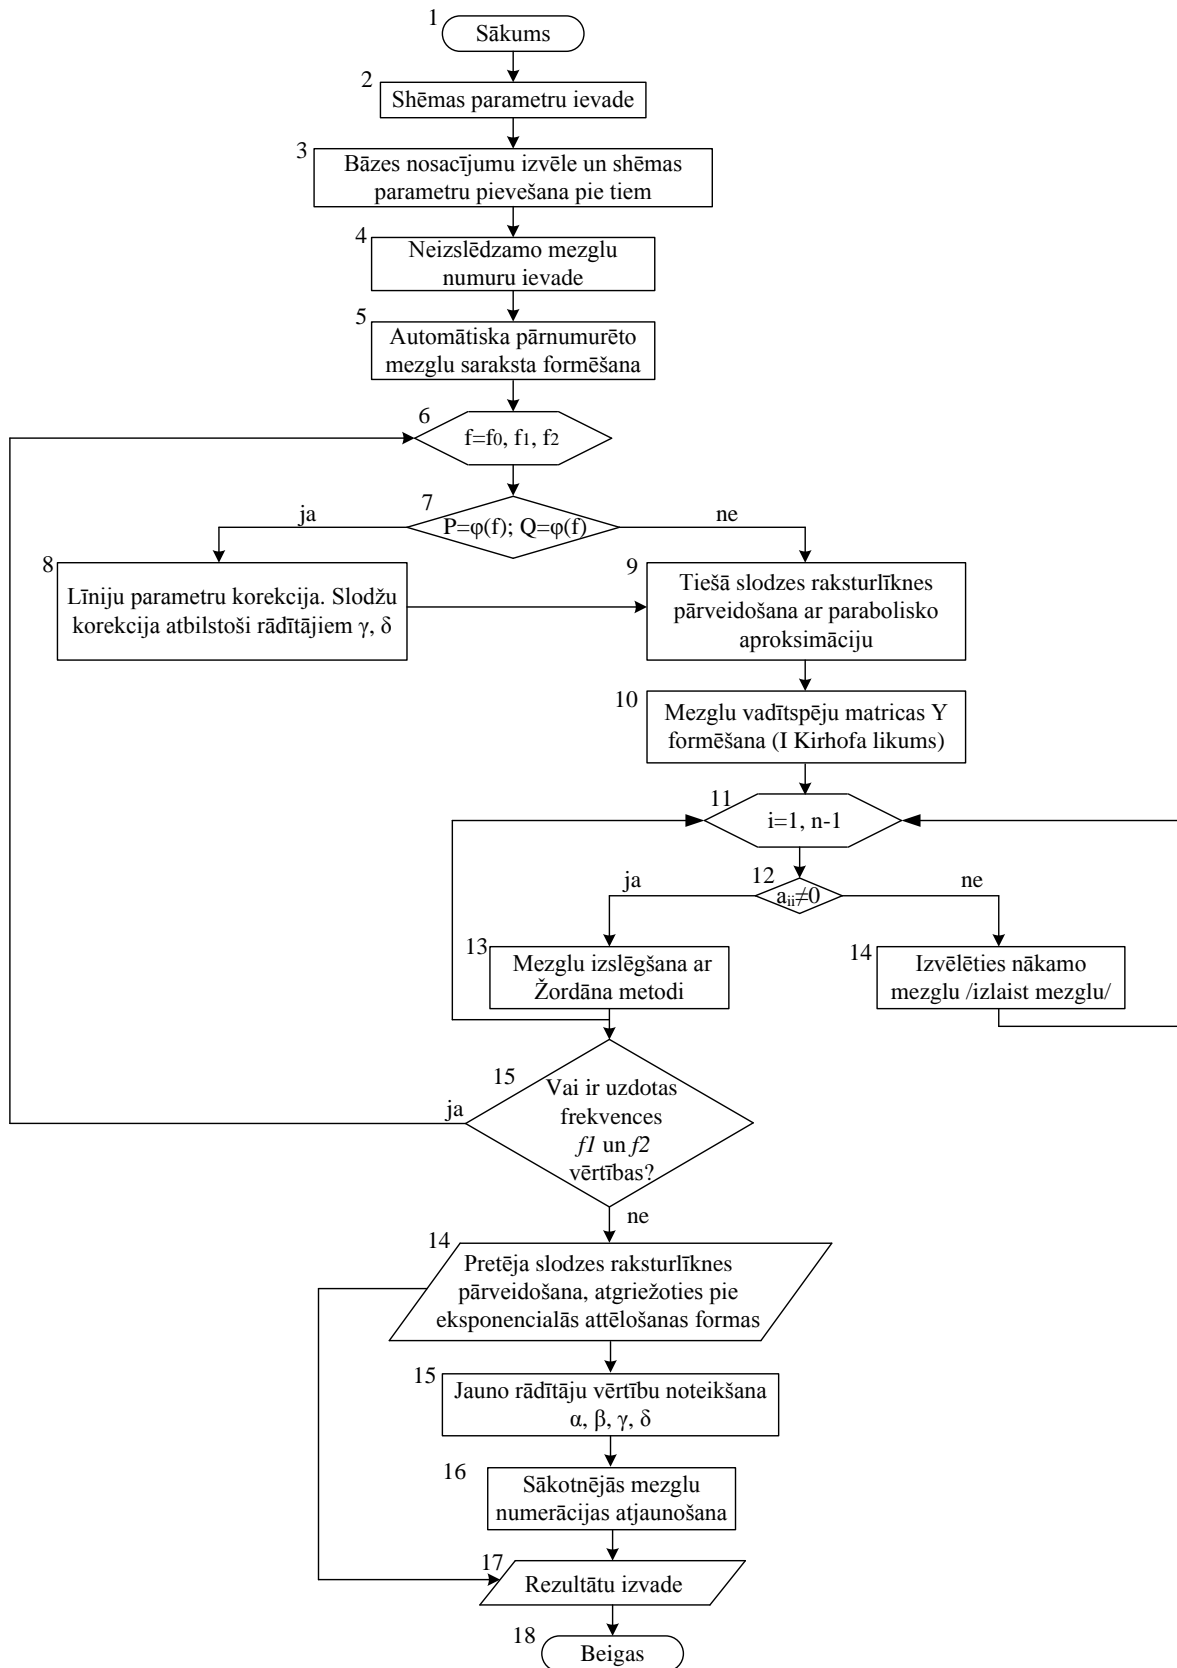 1
Sākums
2
Shēmas parametru ievade
3
Bāzes nosacījumu izvēle un shēmas
parametru pievešana pie tiem
4
Neizslēdzamo mezglu
numuru ievade
5
Automātiska pārnumurēto
mezglu saraksta formēšana
6
f=f0, f1, f2
7
P=φ(f); Q=φ(f)
ja
ne
8
Līniju parametru korekcija. Slodžu
korekcija atbilstoši rādītājiem γ, δ
9
Tiešā slodzes raksturlīknes
pārveidošana ar parabolisko
aproksimāciju
10
Mezglu vadītspēju matricas Y
formēšana (I Kirhofa likums)
11
i=1, n-1
12
aii≠0
ja
ne
13
Mezglu izslēgšana ar
Žordāna metodi
14
Izvēlēties nākamo
mezglu /izlaist mezglu/
15
Vai ir uzdotas
frekvences
f1 un f2
vērtības?
ja
ne
14
Pretēja slodzes raksturlīknes
pārveidošana, atgriežoties pie
eksponenciālās attēlošanas formas
15
Jauno rādītāju vērtību noteikšana
α, β, γ, δ
16
Sākotnējās mezglu
numerācijas atjaunošana
17
Rezultātu izvade
18
Beigas